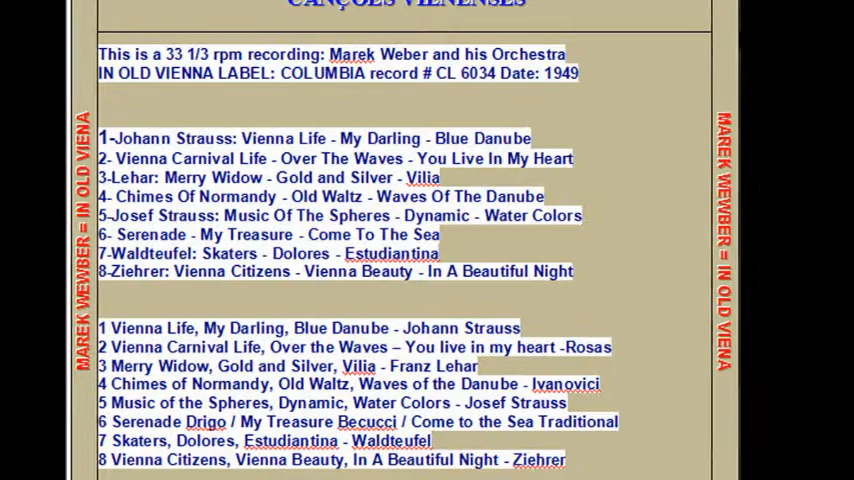 CANÇÕES VIENENSES
This is a 33 1/3 rpm recording: Marek Weber and his Orchestra
IN OLD VIENNA LABEL: COLUMBIA record # CL 6034 Date: 1949
MAREK WEWBER = IN OLD VIENA
1-Johann Strauss: Vienna Life - My Darling - Blue Danube
2- Vienna Carnival Life - Over The Waves - You Live In My Heart
3-Lehar: Merry Widow - Gold and Silver - Vilia
4- Chimes Of Normandy - Old Waltz - Waves Of The Danube
5-Josef Strauss: Music Of The Spheres - Dynamic - Water Colors
6- Serenade - My Treasure - Come To The Sea
7-Waldteufel: Skaters - Dolores - Estudiantina
8-Ziehrer: Vienna Citizens - Vienna Beauty - In A Beautiful Night
1 Vienna Life, My Darling, Blue Danube - Johann Strauss
2 Vienna Carnival Life, Over the Waves – You live in my heart -Rosas
3 Merry Widow, Gold and Silver, Vilia - Franz Lehar
4 Chimes of Normandy, Old Waltz, Waves of the Danube - Ivanovici
5 Music of the Spheres, Dynamic, Water Colors - Josef Strauss
6 Serenade Drigo / My Treasure Becucci / Come to the Sea Traditional
7 Skaters, Dolores, Estudiantina - Waldteufel
8 Vienna Citizens, Vienna Beauty, In A Beautiful Night - Ziehrer
MAREK WEWBER = IN OLD VIENA